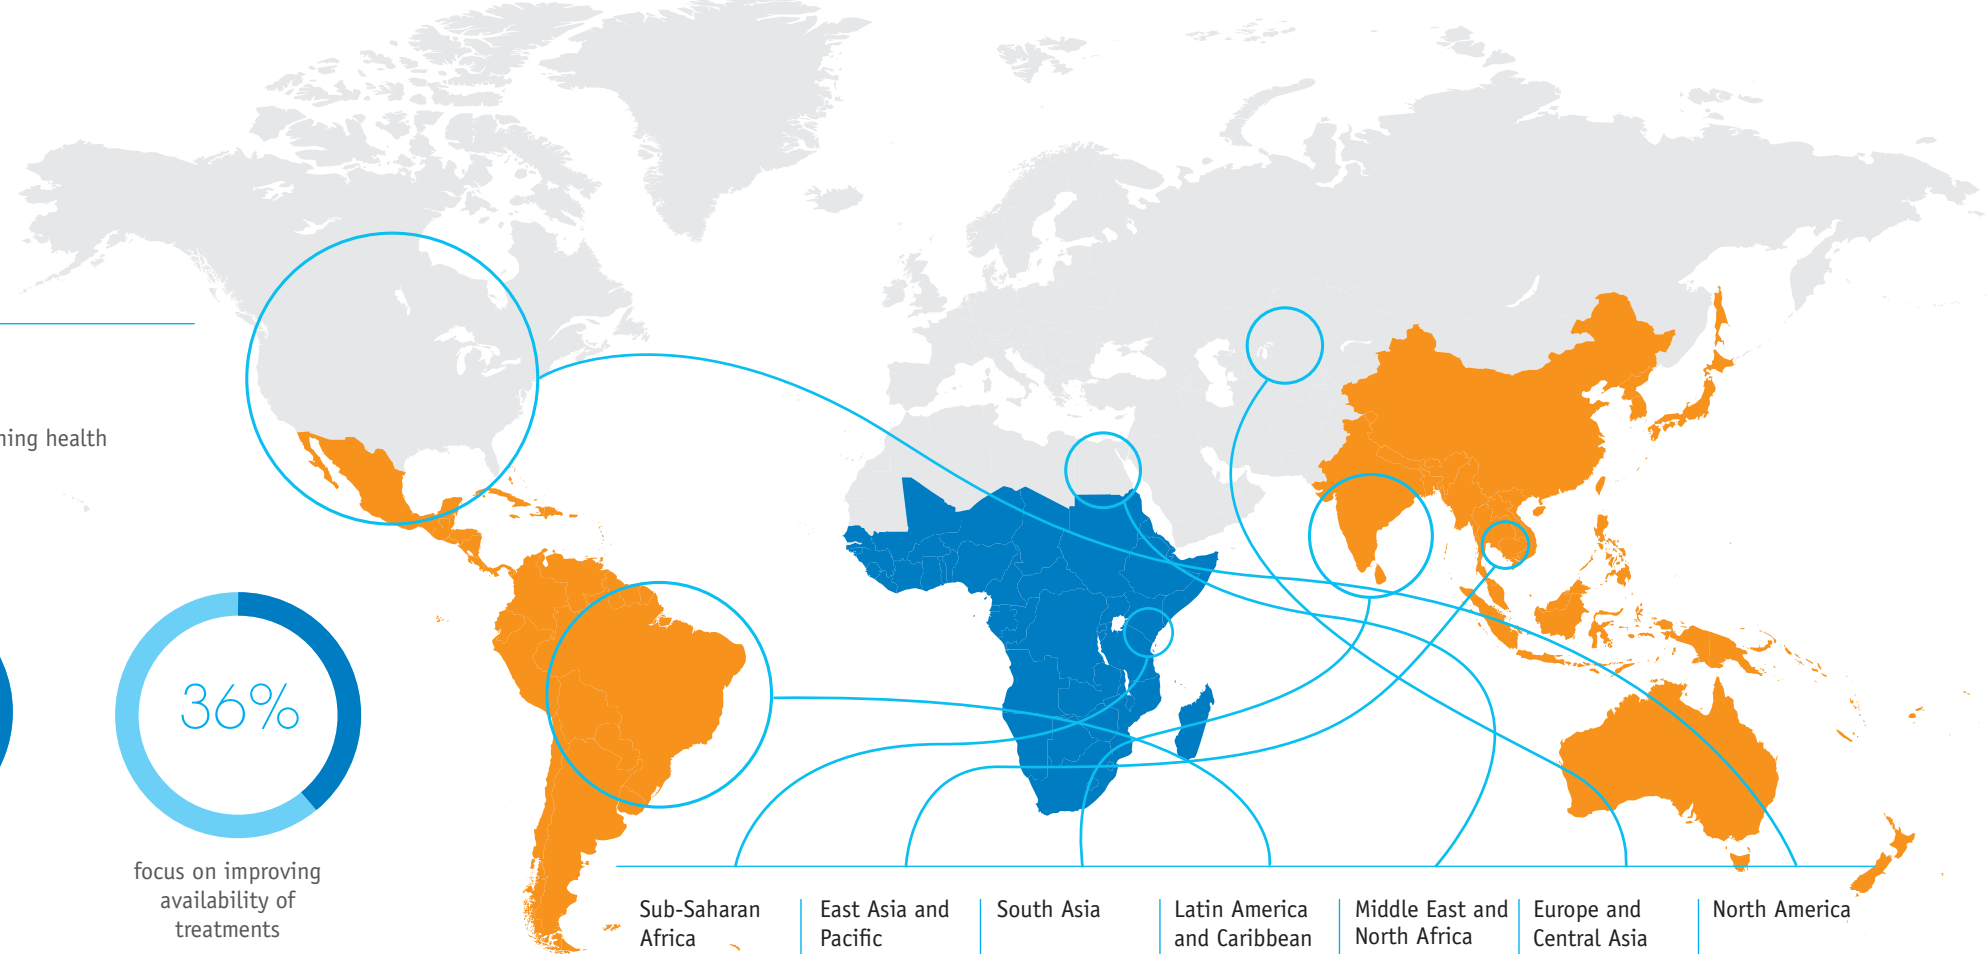 health
36%
focus on improving
availability of
treatments
Sub-Saharan
Africa
East Asia and
Pacific
South Asia
Latin America
and Caribbean
Middle East and
North Africa
Europe and
Central Asia
North America